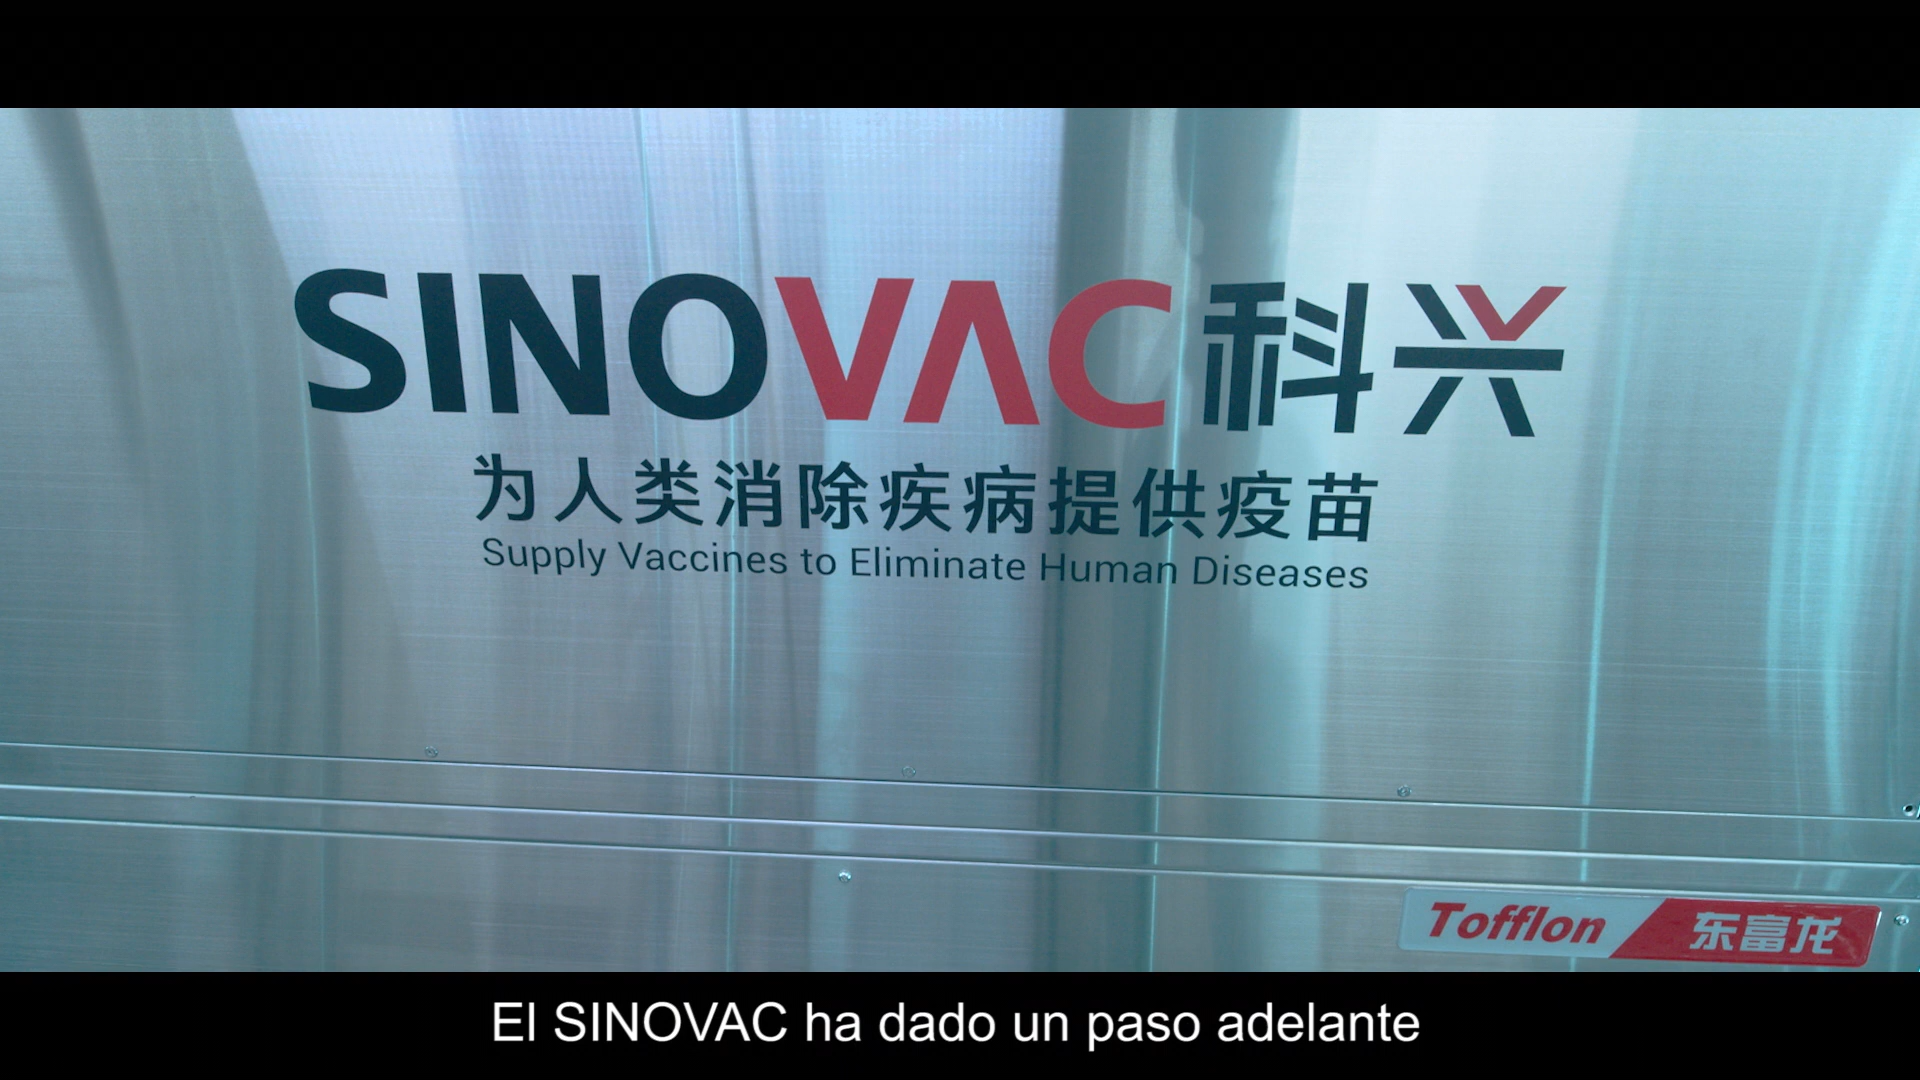 SINOVAC科兴
为人类消除疾病提供疫苗
Supply Vaccines to Eliminate Human Diseases
Tofflon 东富龙
El SINOVAC ha dado un paso adelante